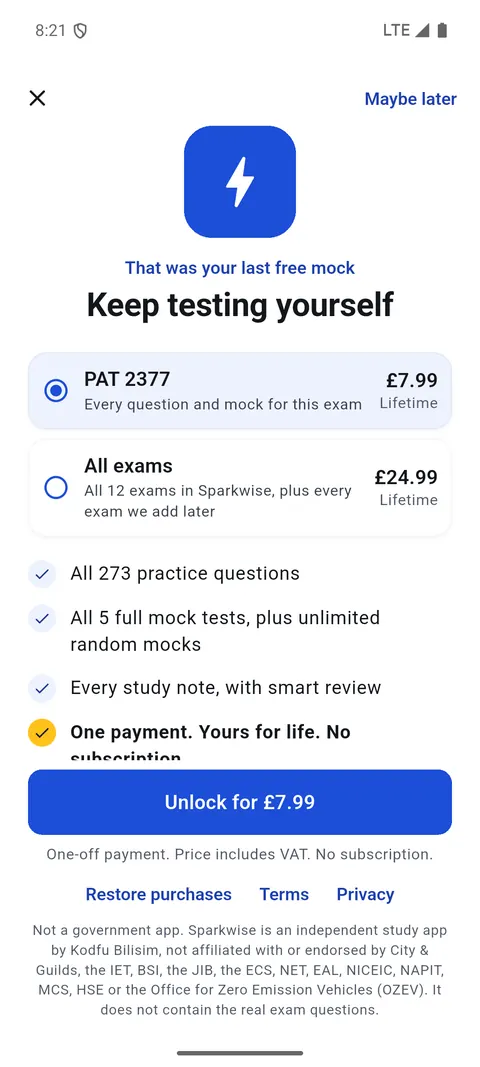 8:21
LTE
Maybe later
That was your last free mock
Keep testing yourself
PAT 2377
£7.99
Every question and mock for this exam
Lifetime
All exams
£24.99
All 12 exams in Sparkwise, plus every
exam we add later
Lifetime
All 273 practice questions
All 5 full mock tests, plus unlimited
random mocks
Every study note, with smart review
One payment. Yours for life. No
subscription
Unlock for £7.99
One-off payment. Price includes VAT. No subscription.
Restore purchases
Terms
Privacy
Not a government app. Sparkwise is an independent study app
by Kodfu Bilisim, not affiliated with or endorsed by City &
Guilds, the IET, BSI, the JIB, the ECS, NET, EAL, NICEIC, NAPIT,
MCS, HSE or the Office for Zero Emission Vehicles (OZEV). It
does not contain the real exam questions.